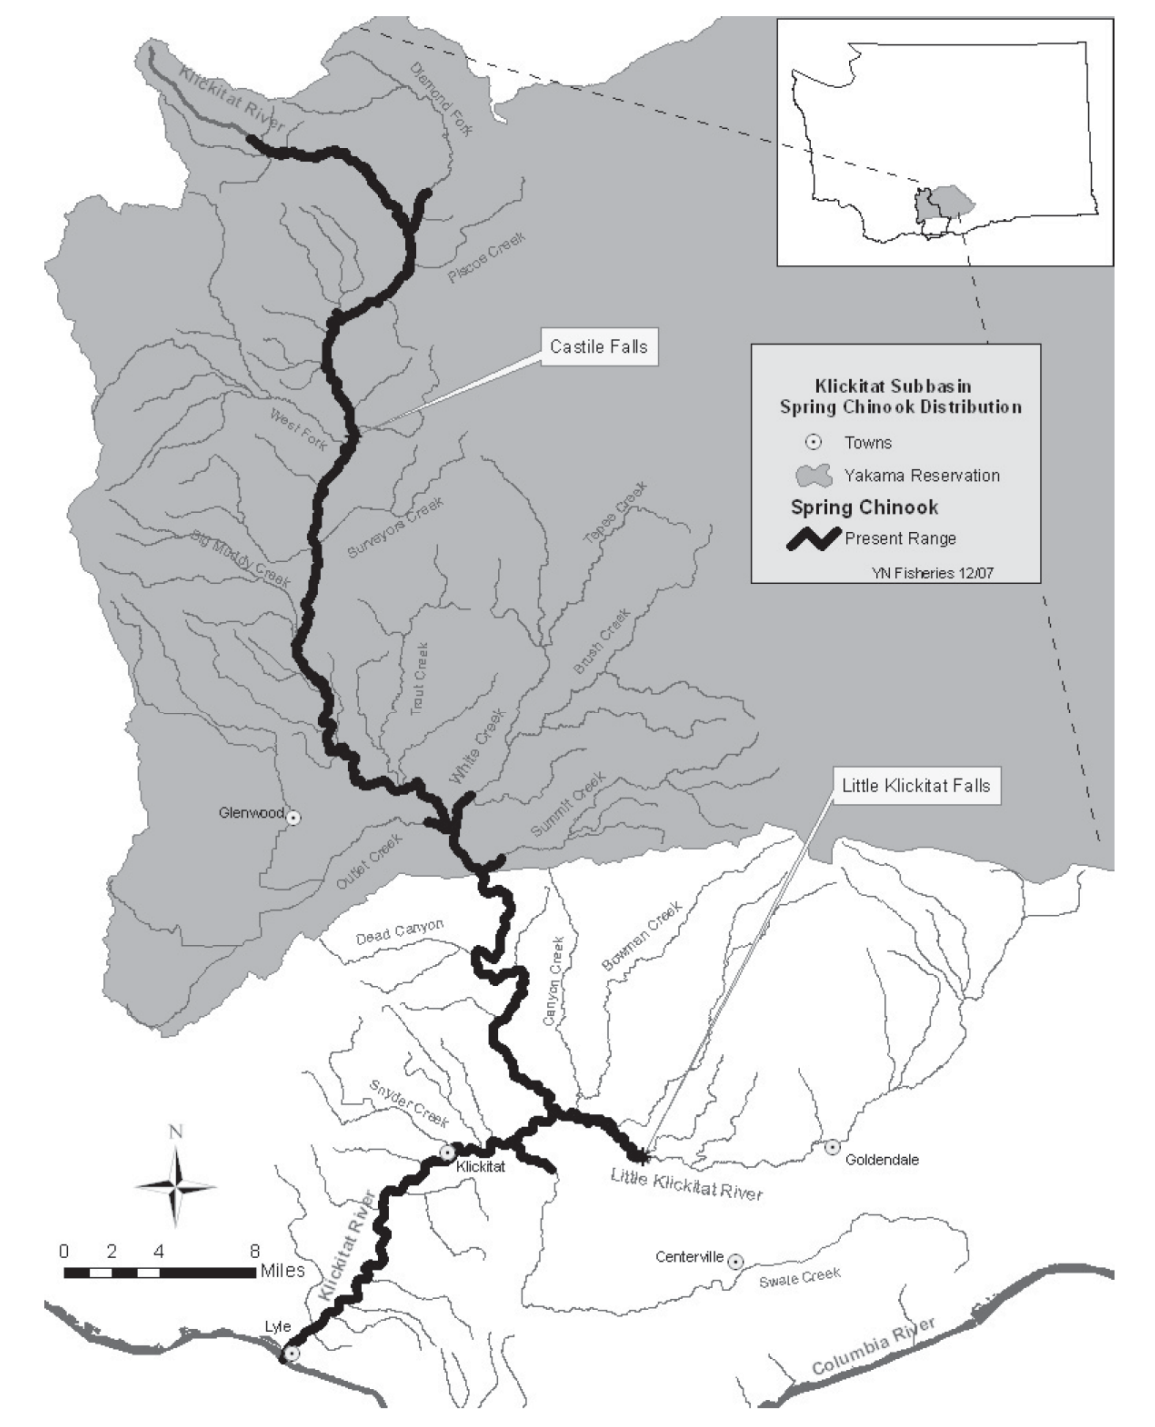 Klickitat River
Diamond Fork
Piscoe Creek
Castile Falls
Klickitat Subbasin
Spring Chinook Distribution
Towns
Yakama Reservation
Spring Chinook
Present Range
YN Fisheries 12/07
West Fork
Surveyors Creek
Tepee Creek
Big Muddy Creek
Brush Creek
Trout Creek
White Creek
Little Klickitat Falls
Glenwood
Summit Creek
Outlet Creek
Dead Canyon
Bowman Creek
Canyon Creek
Snyder Creek
N
Klickitat
Goldendale
Little Klickitat River
Klickitat River
0 2 4 8
Miles
Centerville
Swale Creek
Lyle
Columbia River